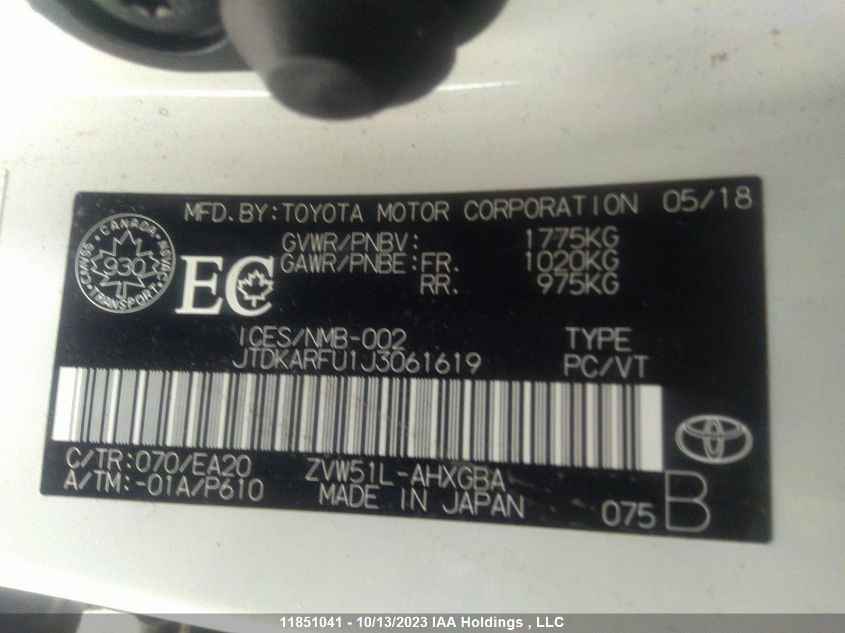 MFD.BY:TOYOTA MOTOR CORPORATION 05/18
CMVSS · CANADA · NSVAC
930
TRANSPORT
EC
GVWR/PNBV: 1775KG
GAWR/PNBE:FR. 1020KG
RR. 975KG
ICES/NMB-002 TYPE
JTDKARFU1J3061619 PC/VT
C/TR:070/EA20 ZVW51L-AHXGBA
A/TM:-01A/P610 MADE IN JAPAN 075 B
11851041 - 10/13/2023 IAA Holdings , LLC